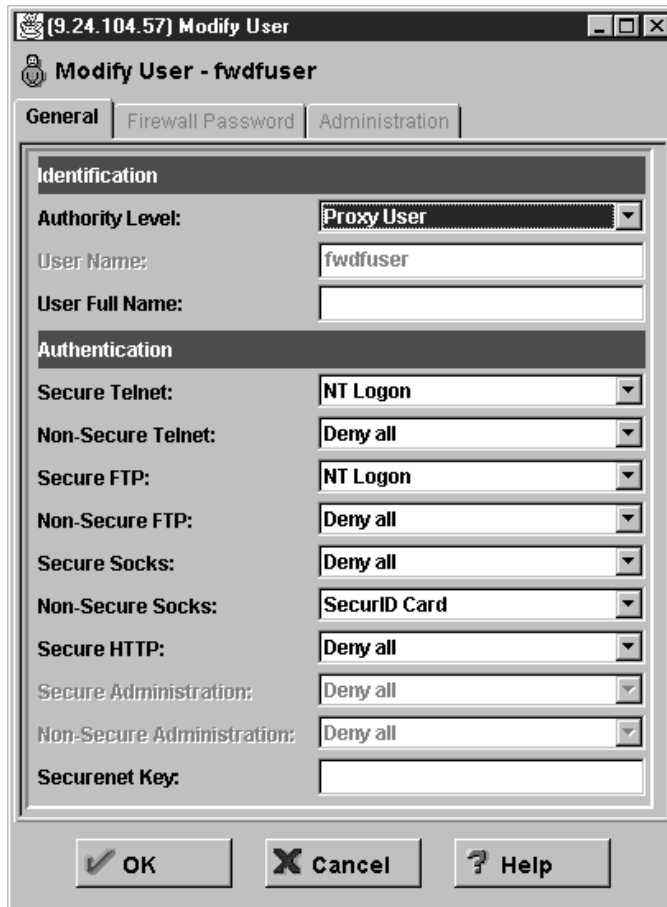 (9.24.104.57) Modify User
Modify User - fwdfuser
General Firewall Password Administration
Identification
Authority Level: Proxy User
User Name: fwdfuser
User Full Name:
Authentication
Secure Telnet: NT Logon
Non-Secure Telnet: Deny all
Secure FTP: NT Logon
Non-Secure FTP: Deny all
Secure Socks: Deny all
Non-Secure Socks: SecurID Card
Secure HTTP: Deny all
Secure Administration: Deny all
Non-Secure Administration: Deny all
Securenet Key:
OK Cancel Help